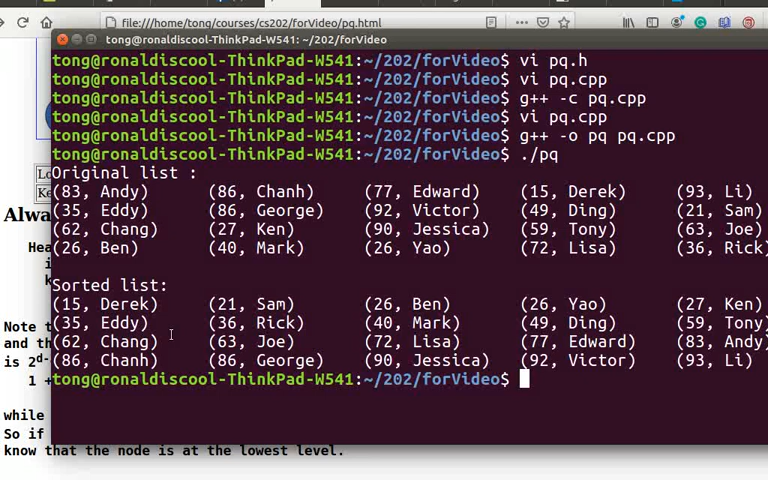 file:///home/tong/courses/cs202/forVideo/pq.html
tong@ronaldiscool-ThinkPad-W541: ~/202/forVideo
tong@ronaldiscool-ThinkPad-W541:~/202/forVideo$ vi pq.h
tong@ronaldiscool-ThinkPad-W541:~/202/forVideo$ vi pq.cpp
tong@ronaldiscool-ThinkPad-W541:~/202/forVideo$ g++ -c pq.cpp
tong@ronaldiscool-ThinkPad-W541:~/202/forVideo$ vi pq.cpp
tong@ronaldiscool-ThinkPad-W541:~/202/forVideo$ g++ -o pq pq.cpp
tong@ronaldiscool-ThinkPad-W541:~/202/forVideo$ ./pq
Original list :
(83, Andy) (86, Chanh) (77, Edward) (15, Derek) (93, Li)
(35, Eddy) (86, George) (92, Victor) (49, Ding) (21, Sam)
(62, Chang) (27, Ken) (90, Jessica) (59, Tony) (63, Joe)
(26, Ben) (40, Mark) (26, Yao) (72, Lisa) (36, Rick)
Sorted list:
(15, Derek) (21, Sam) (26, Ben) (26, Yao) (27, Ken)
(35, Eddy) (36, Rick) (40, Mark) (49, Ding) (59, Tony)
(62, Chang) (63, Joe) (72, Lisa) (77, Edward) (83, Andy)
(86, Chanh) (86, George) (90, Jessica) (92, Victor) (93, Li)
tong@ronaldiscool-ThinkPad-W541:~/202/forVideo$
Lo
Ke
Alwa
Hea
i
k
Note t
and th
is 2d-
1 +
while
So if
know that the node is at the lowest level.